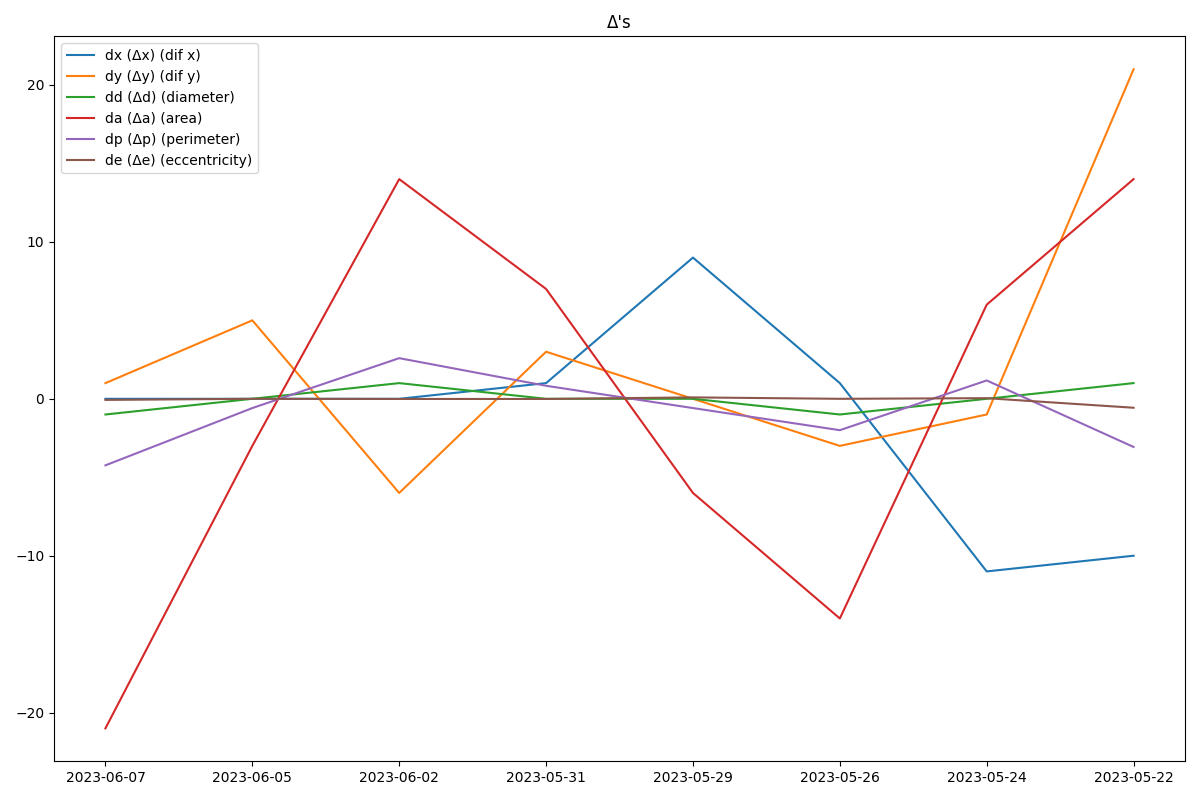 Δ's
dx (Δx) (dif x)
dy (Δy) (dif y)
dd (Δd) (diameter)
da (Δa) (area)
dp (Δp) (perimeter)
de (Δe) (eccentricity)
20
10
0
−10
−20
2023-06-07 2023-06-05 2023-06-02 2023-05-31 2023-05-29 2023-05-26 2023-05-24 2023-05-22